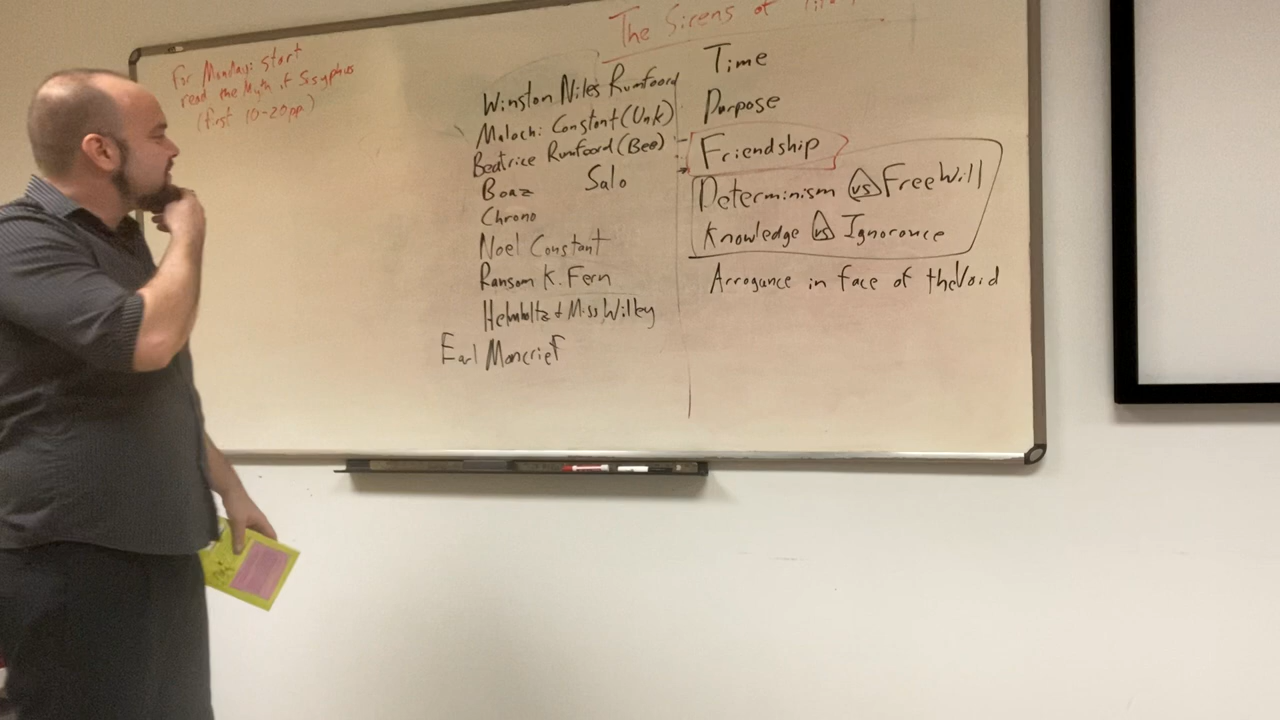 The Sirens of
For Monday: start
read the Myth of Sisyphus
(first 10-20pp.)
Winston Niles Rumfoord
Malachi Constant (Unk)
Beatrice Rumfoord (Bee)
Boaz Salo
Chrono
Noel Constant
Ransom K. Fern
Helmholtz + Miss Willey
Earl Moncrief
Time
Purpose
Friendship
Determinism vs Free Will
Knowledge vs Ignorance
Arrogance in face of the Void